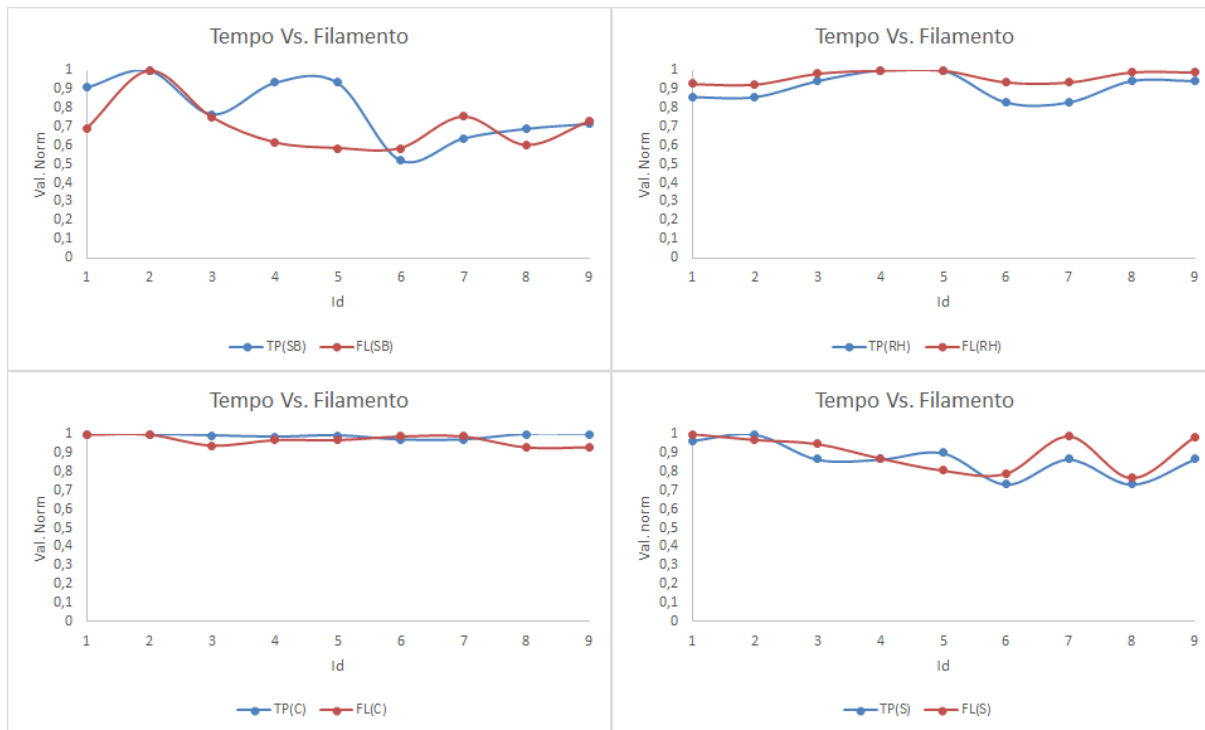 Tempo Vs. Filamento
1
0,9
0,8
0,7
0,6
0,5
0,4
0,3
0,2
0,1
0
Val. Norm
1 2 3 4 5 6 7 8 9
Id
TP(SB) FL(SB)
Tempo Vs. Filamento
1
0,9
0,8
0,7
0,6
0,5
0,4
0,3
0,2
0,1
0
Val. Norm
1 2 3 4 5 6 7 8 9
Id
TP(RH) FL(RH)
Tempo Vs. Filamento
1
0,9
0,8
0,7
0,6
0,5
0,4
0,3
0,2
0,1
0
Val. Norm
1 2 3 4 5 6 7 8 9
Id
TP(C) FL(C)
Tempo Vs. Filamento
1
0,9
0,8
0,7
0,6
0,5
0,4
0,3
0,2
0,1
0
Val. norm
1 2 3 4 5 6 7 8 9
Id
TP(S) FL(S)